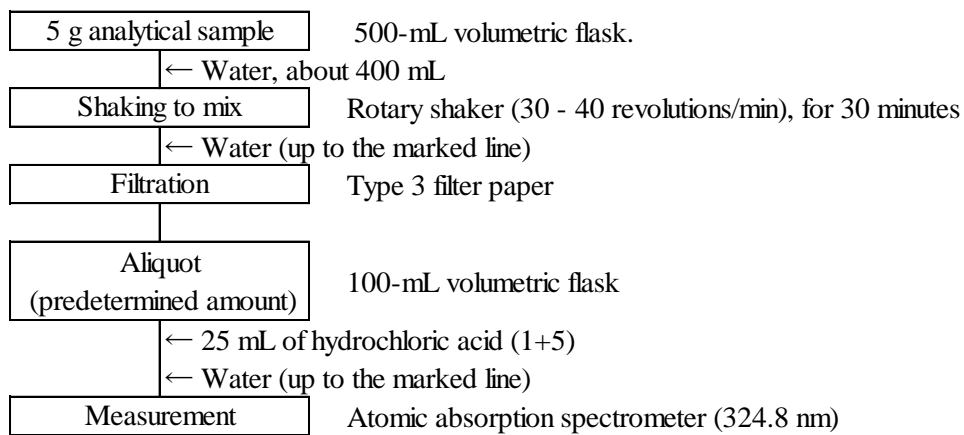 5 g analytical sample 500-mL volumetric flask.
← Water, about 400 mL
Shaking to mix Rotary shaker (30 - 40 revolutions/min), for 30 minutes
← Water (up to the marked line)
Filtration Type 3 filter paper
Aliquot
(predetermined amount) 100-mL volumetric flask
← 25 mL of hydrochloric acid (1+5)
← Water (up to the marked line)
Measurement Atomic absorption spectrometer (324.8 nm)